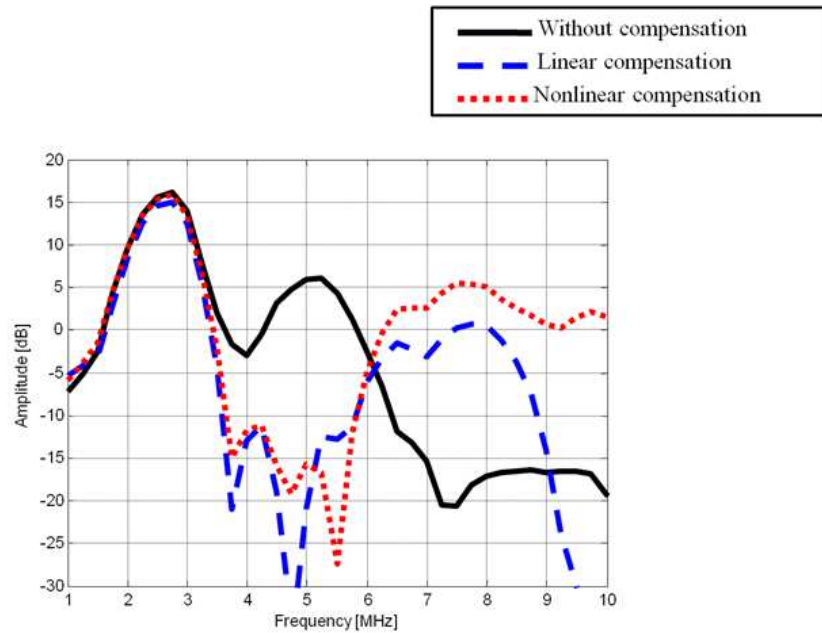 Without compensation
Linear compensation
Nonlinear compensation
20
15
10
5
0
-5
-10
-15
-20
-25
-30
Amplitude [dB]
1 2 3 4 5 6 7 8 9 10
Frequency [MHz]